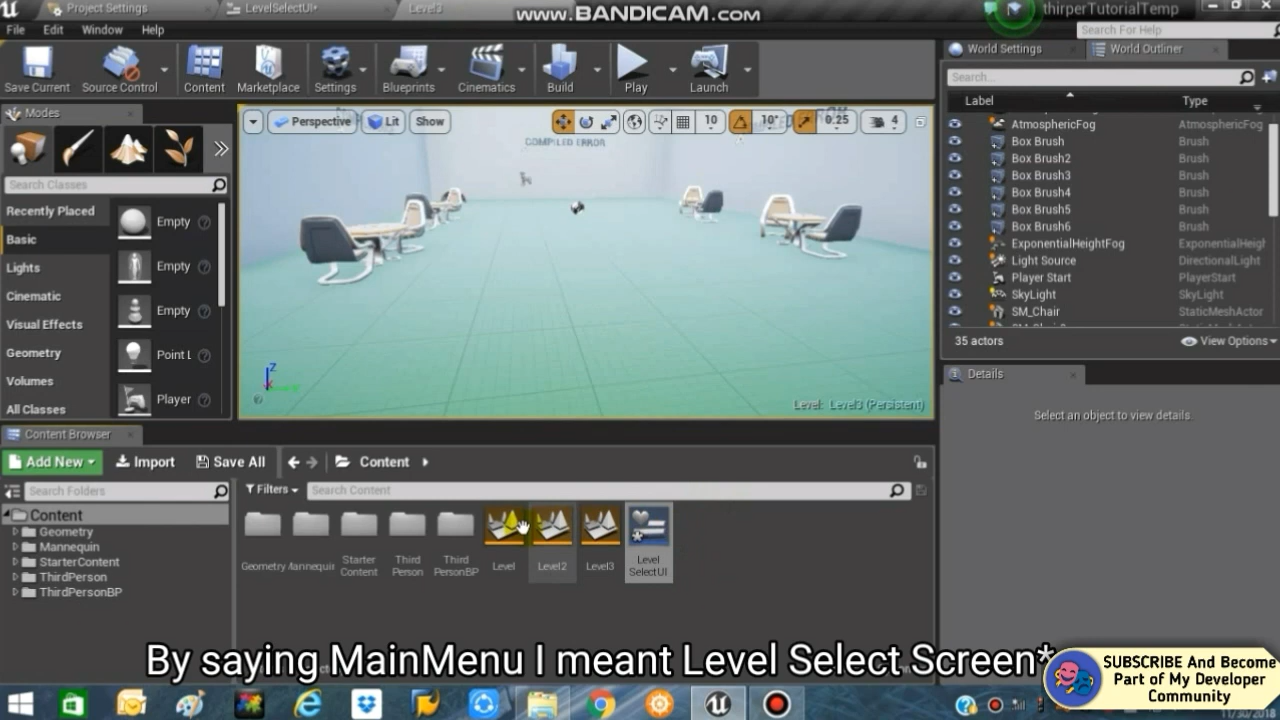 Project Settings
LevelSelectUI*
Level3
www.BANDICAM.com
thirperTutorialTemp
File Edit Window Help
Search For Help
Save Current
Source Control
Content
Marketplace
Settings
Blueprints
Cinematics
Build
Play
Launch
World Settings
World Outliner
Search...
Label
Type
AtmosphericFog AtmosphericFog
Box Brush Brush
Box Brush2 Brush
Box Brush3 Brush
Box Brush4 Brush
Box Brush5 Brush
Box Brush6 Brush
ExponentialHeightFog ExponentialHeigh
Light Source DirectionalLight
Player Start PlayerStart
SkyLight SkyLight
SM_Chair StaticMeshActor
35 actors
View Options
Details
Select an object to view details.
Modes
Search Classes
Recently Placed
Basic
Lights
Cinematic
Visual Effects
Geometry
Volumes
All Classes
Empty
Empty
Empty
Point L
Player
Perspective
Lit
Show
10
10°
0.25
4
COMPILED ERROR
Level: Level3 (Persistent)
Content Browser
Add New
Import
Save All
Content
Search Folders
Filters
Search Content
Content
Geometry
Mannequin
StarterContent
ThirdPerson
ThirdPersonBP
Geometry
Mannequin
Starter
Content
Third
Person
Third
PersonBP
Level
Level2
Level3
Level
SelectUI
By saying MainMenu I meant Level Select Screen*
SUBSCRIBE And Become
Part of My Developer
Community
11/30/2018